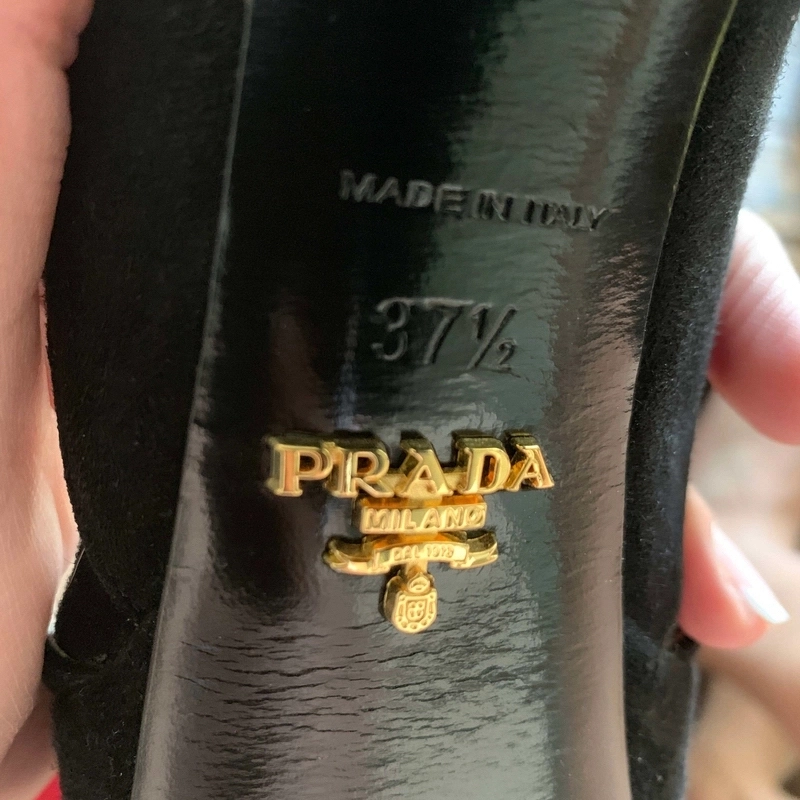 MADE IN ITALY
37½
PRADA
MILANO
DAL 1913